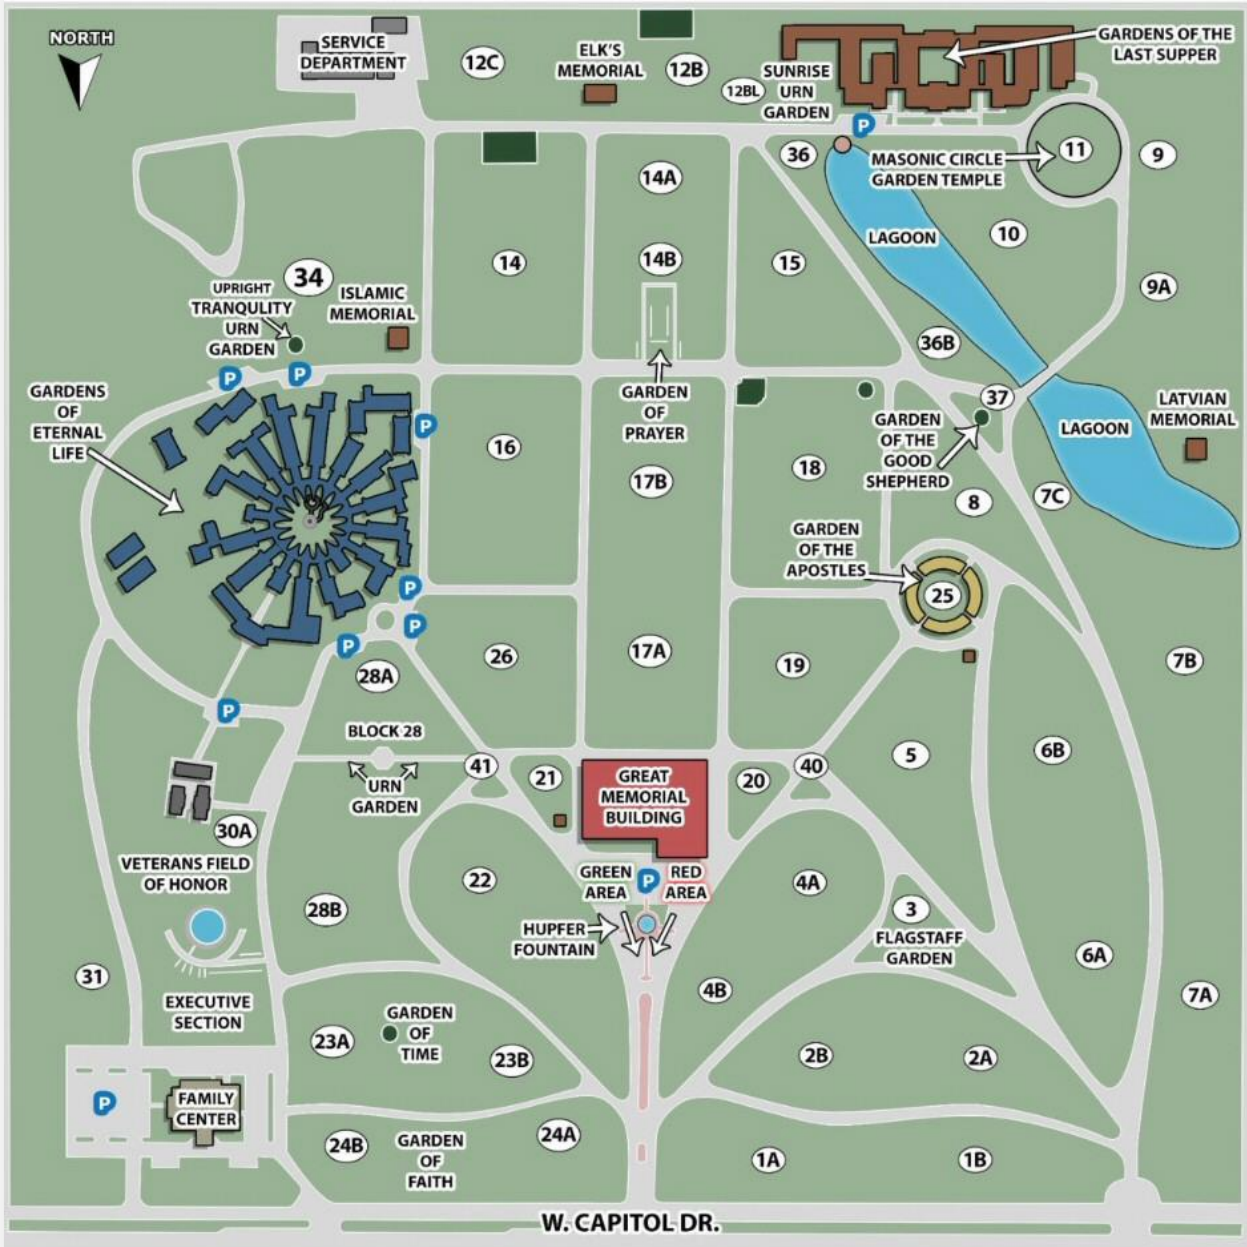 NORTH
SERVICE
DEPARTMENT
12C
ELK'S
MEMORIAL
12B
12BL
SUNRISE
URN
GARDEN
GARDENS OF THE
LAST SUPPER
P
36
MASONIC CIRCLE
GARDEN TEMPLE
11
9
14A
LAGOON
10
14
14B
15
9A
34
UPRIGHT
TRANQULITY
URN
GARDEN
ISLAMIC
MEMORIAL
36B
P
P
GARDENS
OF
ETERNAL
LIFE
P
GARDEN
OF
PRAYER
GARDEN
OF THE
GOOD
SHEPHERD
37
LAGOON
LATVIAN
MEMORIAL
16
17B
18
8
7C
GARDEN
OF THE
APOSTLES
25
P
P
P
28A
26
17A
19
7B
P
BLOCK 28
URN
GARDEN
41
21
GREAT
MEMORIAL
BUILDING
20
40
5
6B
30A
VETERANS FIELD
OF HONOR
28B
22
GREEN
AREA
P
RED
AREA
4A
3
FLAGSTAFF
GARDEN
HUPFER
FOUNTAIN
31
EXECUTIVE
SECTION
4B
6A
7A
23A
GARDEN
OF
TIME
23B
2B
2A
P
FAMILY
CENTER
24B
GARDEN
OF
FAITH
24A
1A
1B
W. CAPITOL DR.